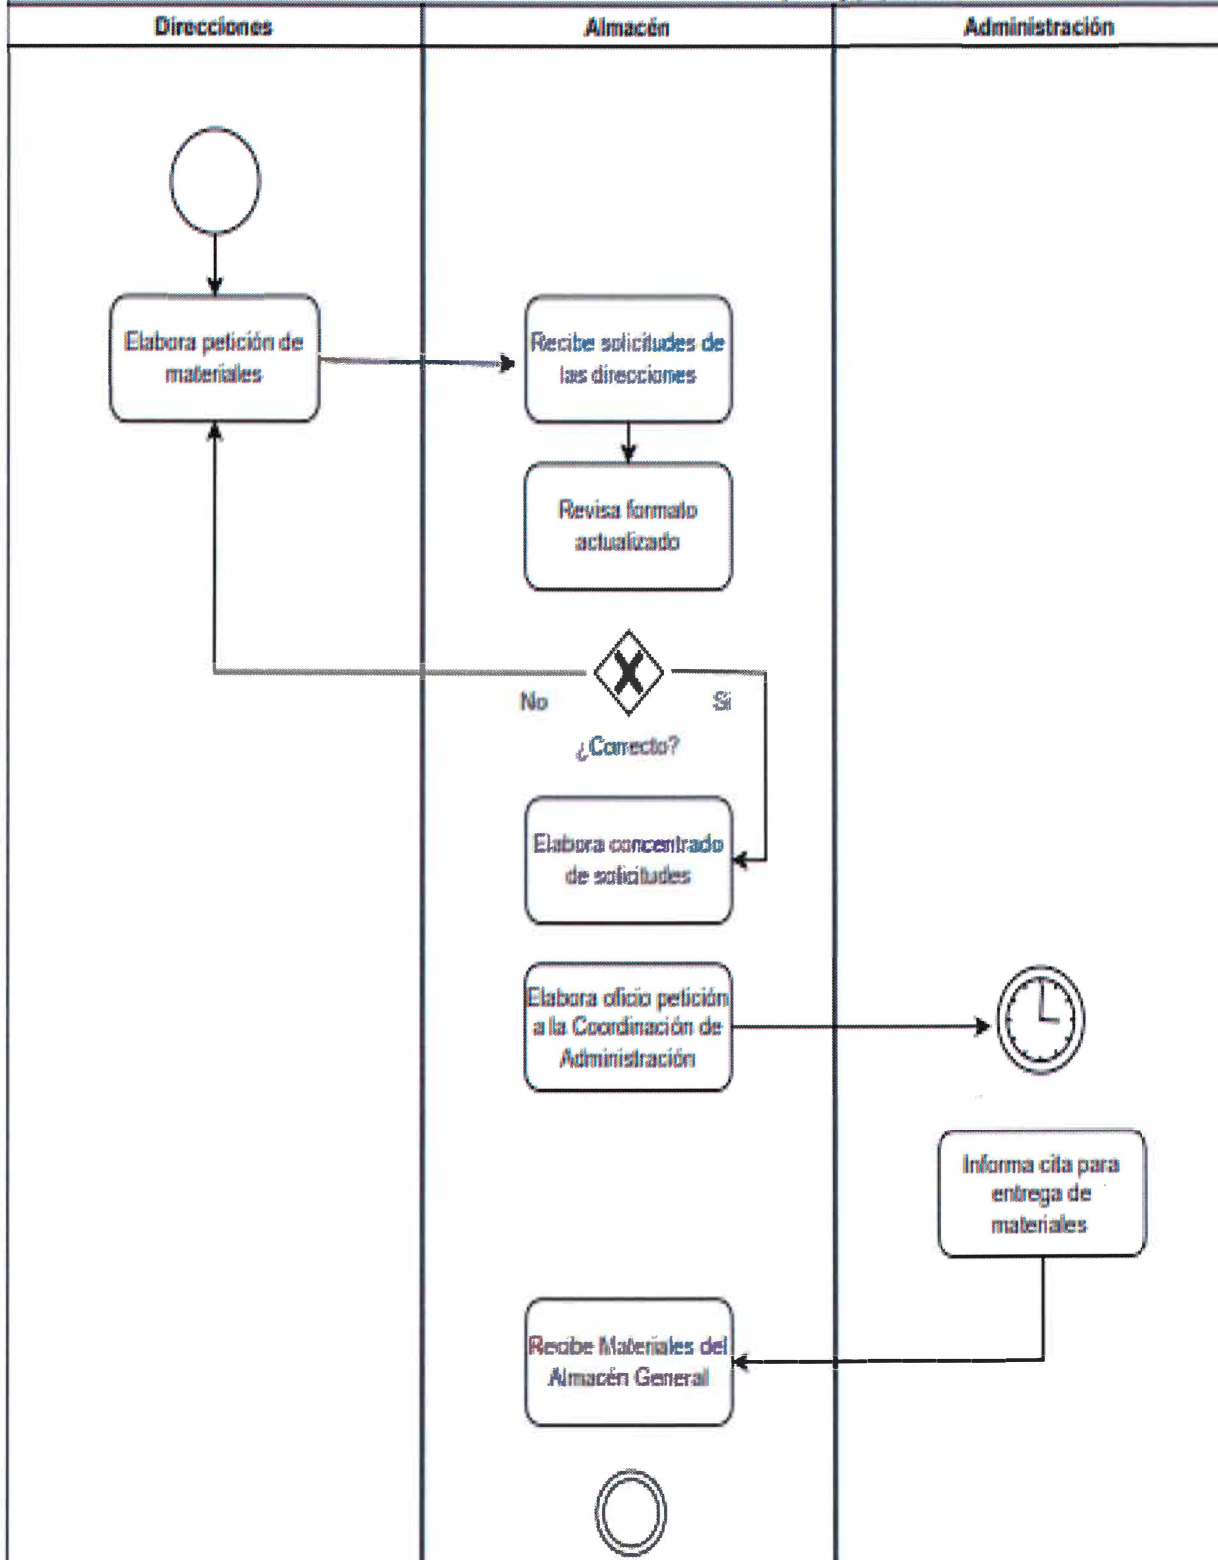 Direcciones
Almacén
Administración
Elabora petición de
materiales
Recibe solicitudes de
las direcciones
Revisa formato
actualizado
No
Si
¿Correcto?
Elabora concentrado
de solicitudes
Elabora oficio petición
a la Coordinación de
Administración
Informa cita para
entrega de
materiales
Recibe Materiales del
Almacén General